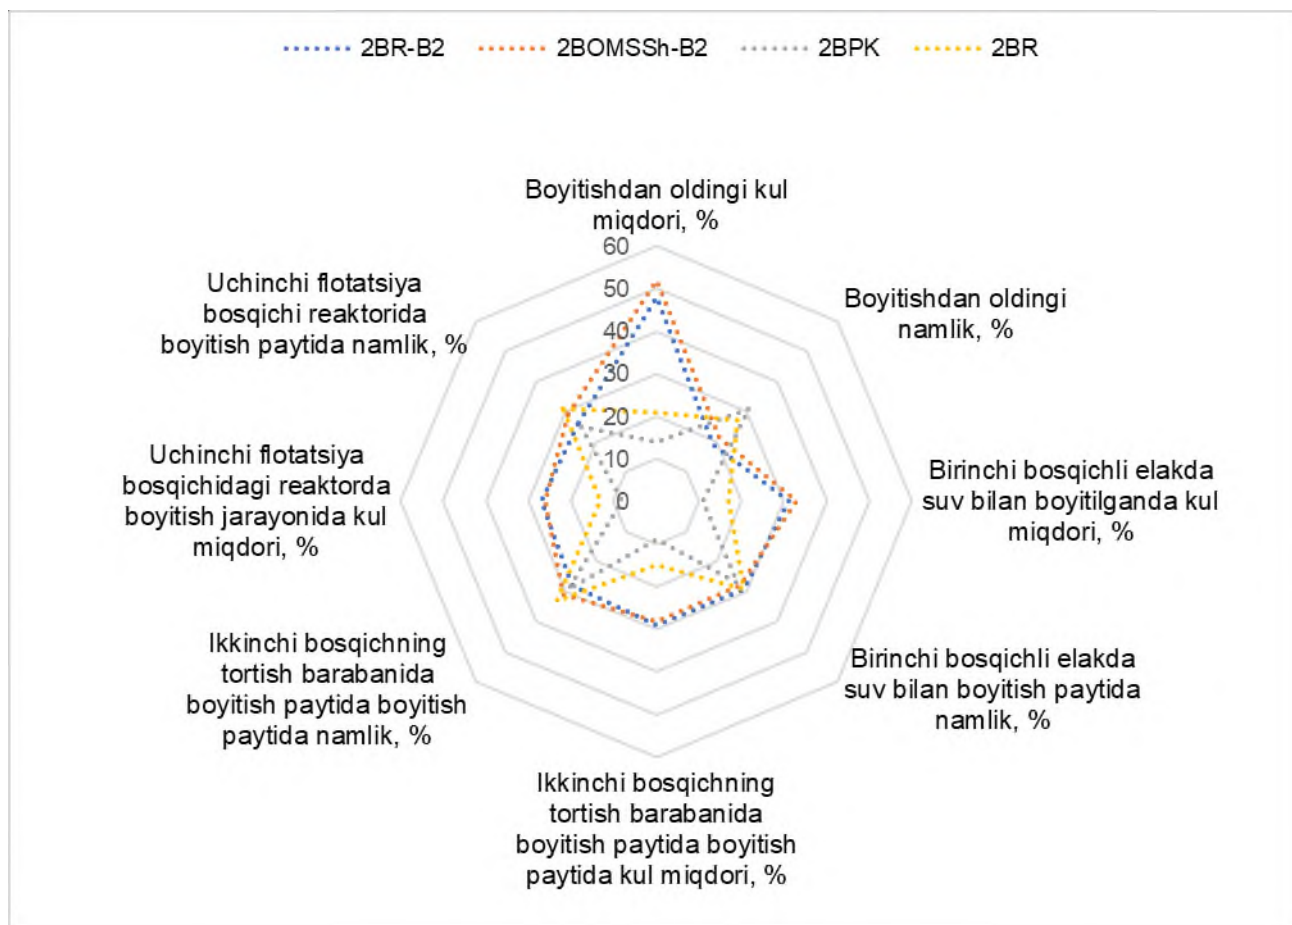 2BR-B2 2BOMSSh-B2 2BPK 2BR
Boyitishdan oldingi kul
miqdori, %
60
50
40
30
20
10
0
Boyitishdan oldingi
namlik, %
Birinchi bosqichli elakda
suv bilan boyitilganda kul
miqdori, %
Birinchi bosqichli elakda
suv bilan boyitish paytida
namlik, %
Ikkinchi bosqichning
tortish barabanida
boyitish paytida boyitish
paytida kul miqdori, %
Ikkinchi bosqichning
tortish barabanida
boyitish paytida boyitish
paytida namlik, %
Uchinchi flotatsiya
bosqichidagi reaktorda
boyitish jarayonida kul
miqdori, %
Uchinchi flotatsiya
bosqichi reaktorida
boyitish paytida namlik, %